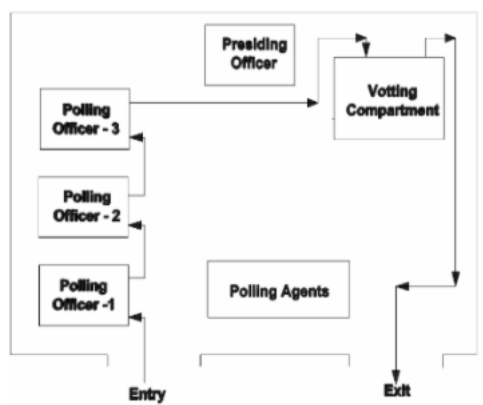 Presiding
Officer
Votting
Compartment
Polling
Officer - 3
Polling
Officer - 2
Polling
Officer -1
Polling Agents
Entry
Exit